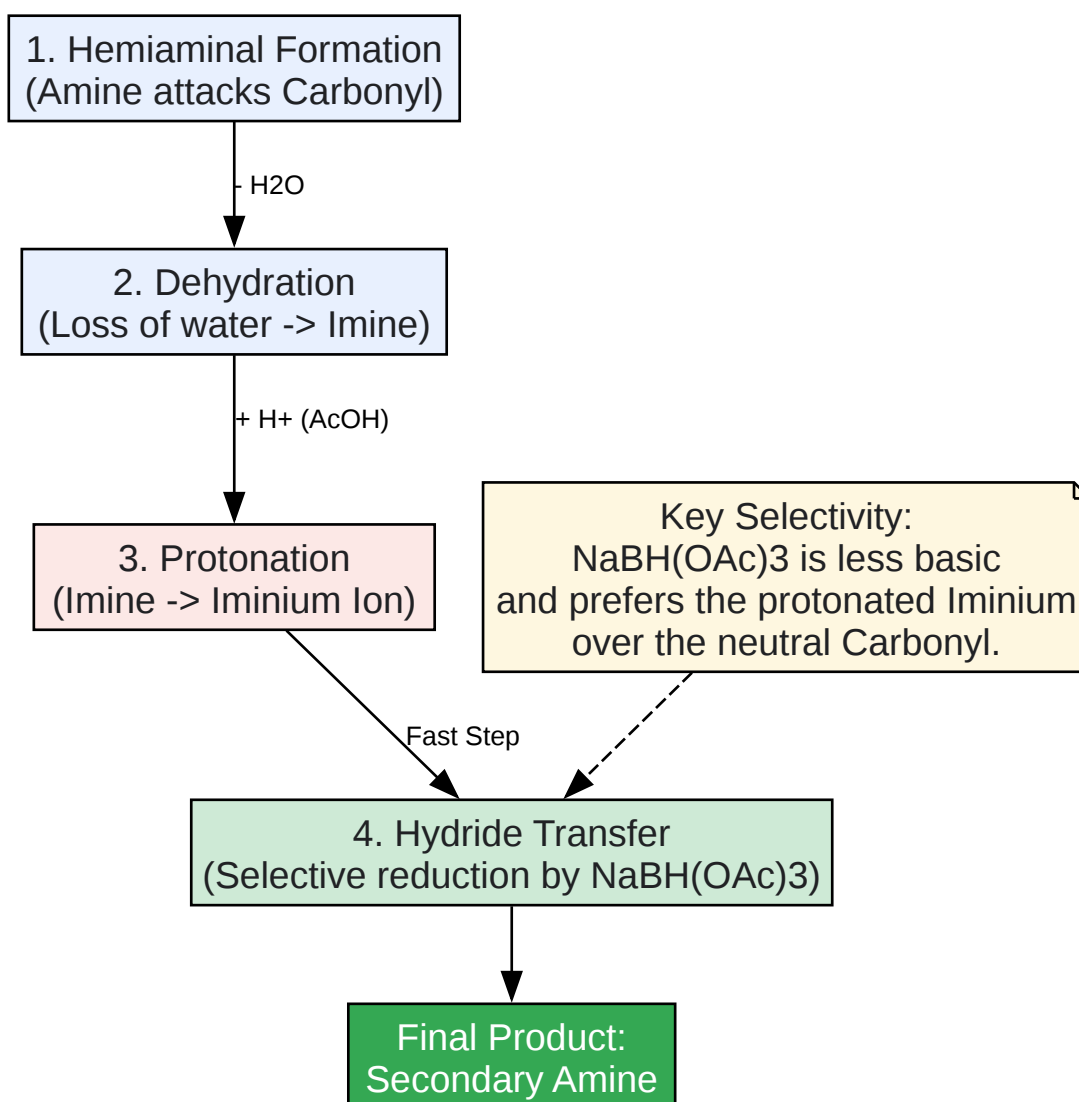 1. Hemiaminal Formation
(Amine attacks Carbonyl)
- H2O
2. Dehydration
(Loss of water -> Imine)
+ H+ (AcOH)
3. Protonation
(Imine -> Iminium Ion)
Key Selectivity:
NaBH(OAc)3 is less basic
and prefers the protonated Iminium
over the neutral Carbonyl.
Fast Step
4. Hydride Transfer
(Selective reduction by NaBH(OAc)3)
Final Product:
Secondary Amine